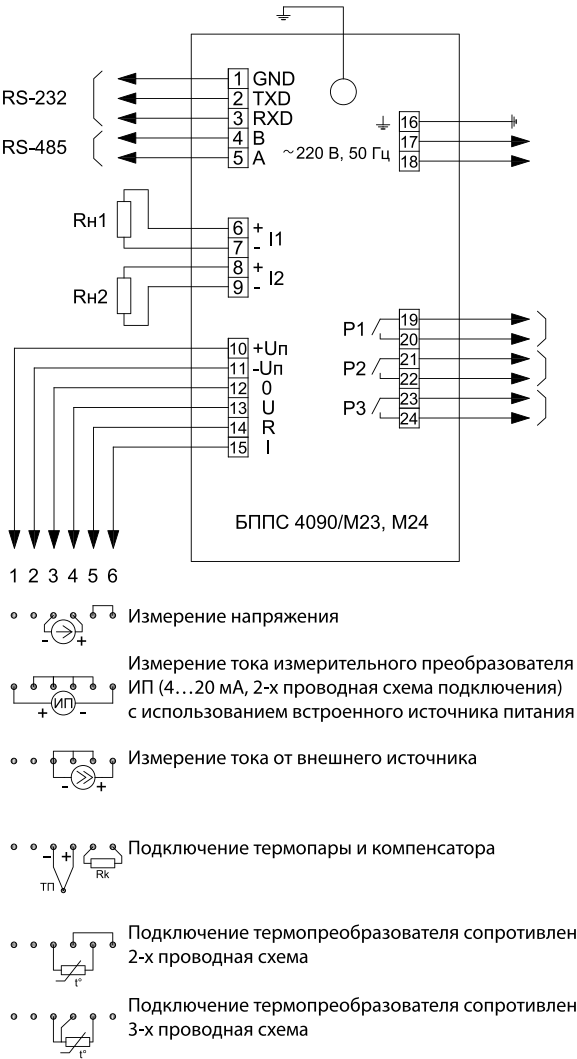 RS-232
RS-485
1 GND
2 TXD
3 RXD
4 B
5 A
~220 В, 50 Гц
16
17
18
Rн1
6 +
7 -
I1
Rн2
8 +
9 -
I2
P1
19
20
P2
21
22
P3
23
24
10 +Uп
11 -Uп
12 0
13 U
14 R
15 I
БППС 4090/М23, М24
1 2 3 4 5 6
- +
Измерение напряжения
+ ИП -
Измерение тока измерительного преобразователя
ИП (4...20 мА, 2-х проводная схема подключения)
с использованием встроенного источника питания
- +
Измерение тока от внешнего источника
- +
ТП
Rk
Подключение термопары и компенсатора
t°
Подключение термопреобразователя сопротивлен
2-х проводная схема
t°
Подключение термопреобразователя сопротивлен
3-х проводная схема